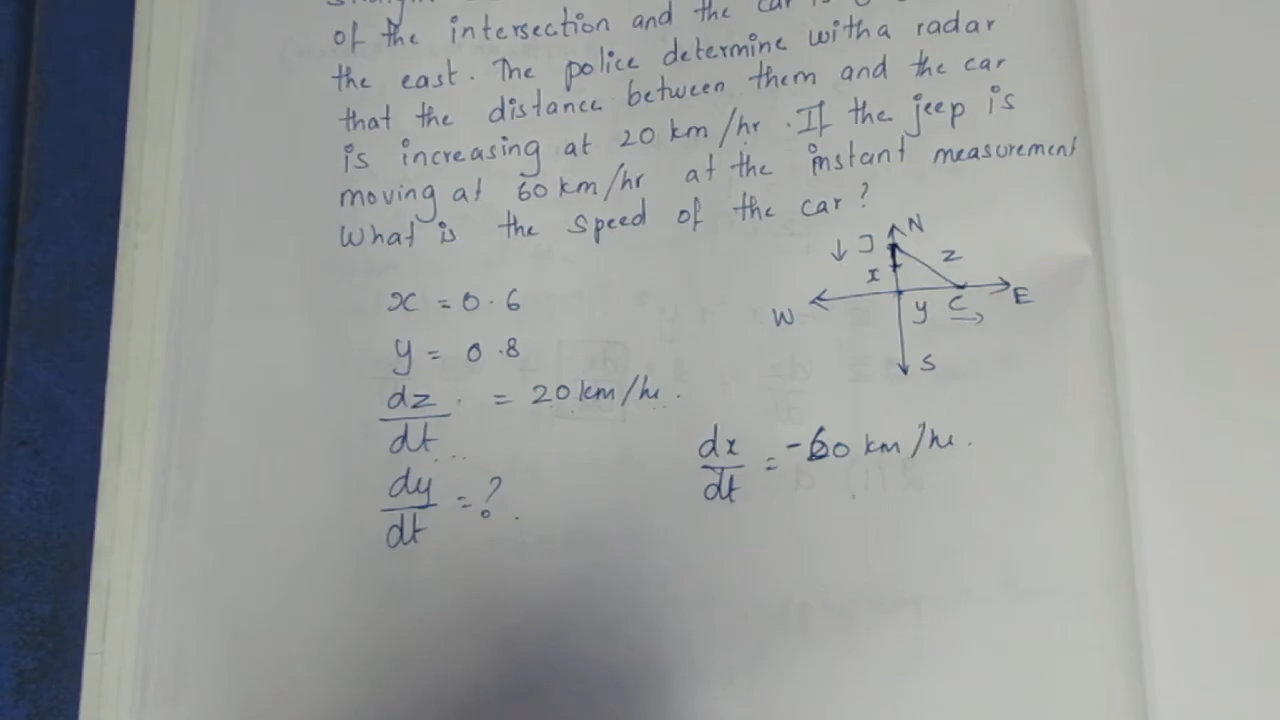 of the intersection and the car is
the east. The police determine with a radar
that the distance between them and the car
is increasing at 20 km/hr. If the jeep is
moving at 60 km/hr at the instant measurement
What is the speed of the car?
N
↓ J
z
x
W
y
C
E
S
x = 0.6
y = 0.8
dz/dt = 20 km/hr.
dx/dt = -60 km/hr.
dy/dt = ?